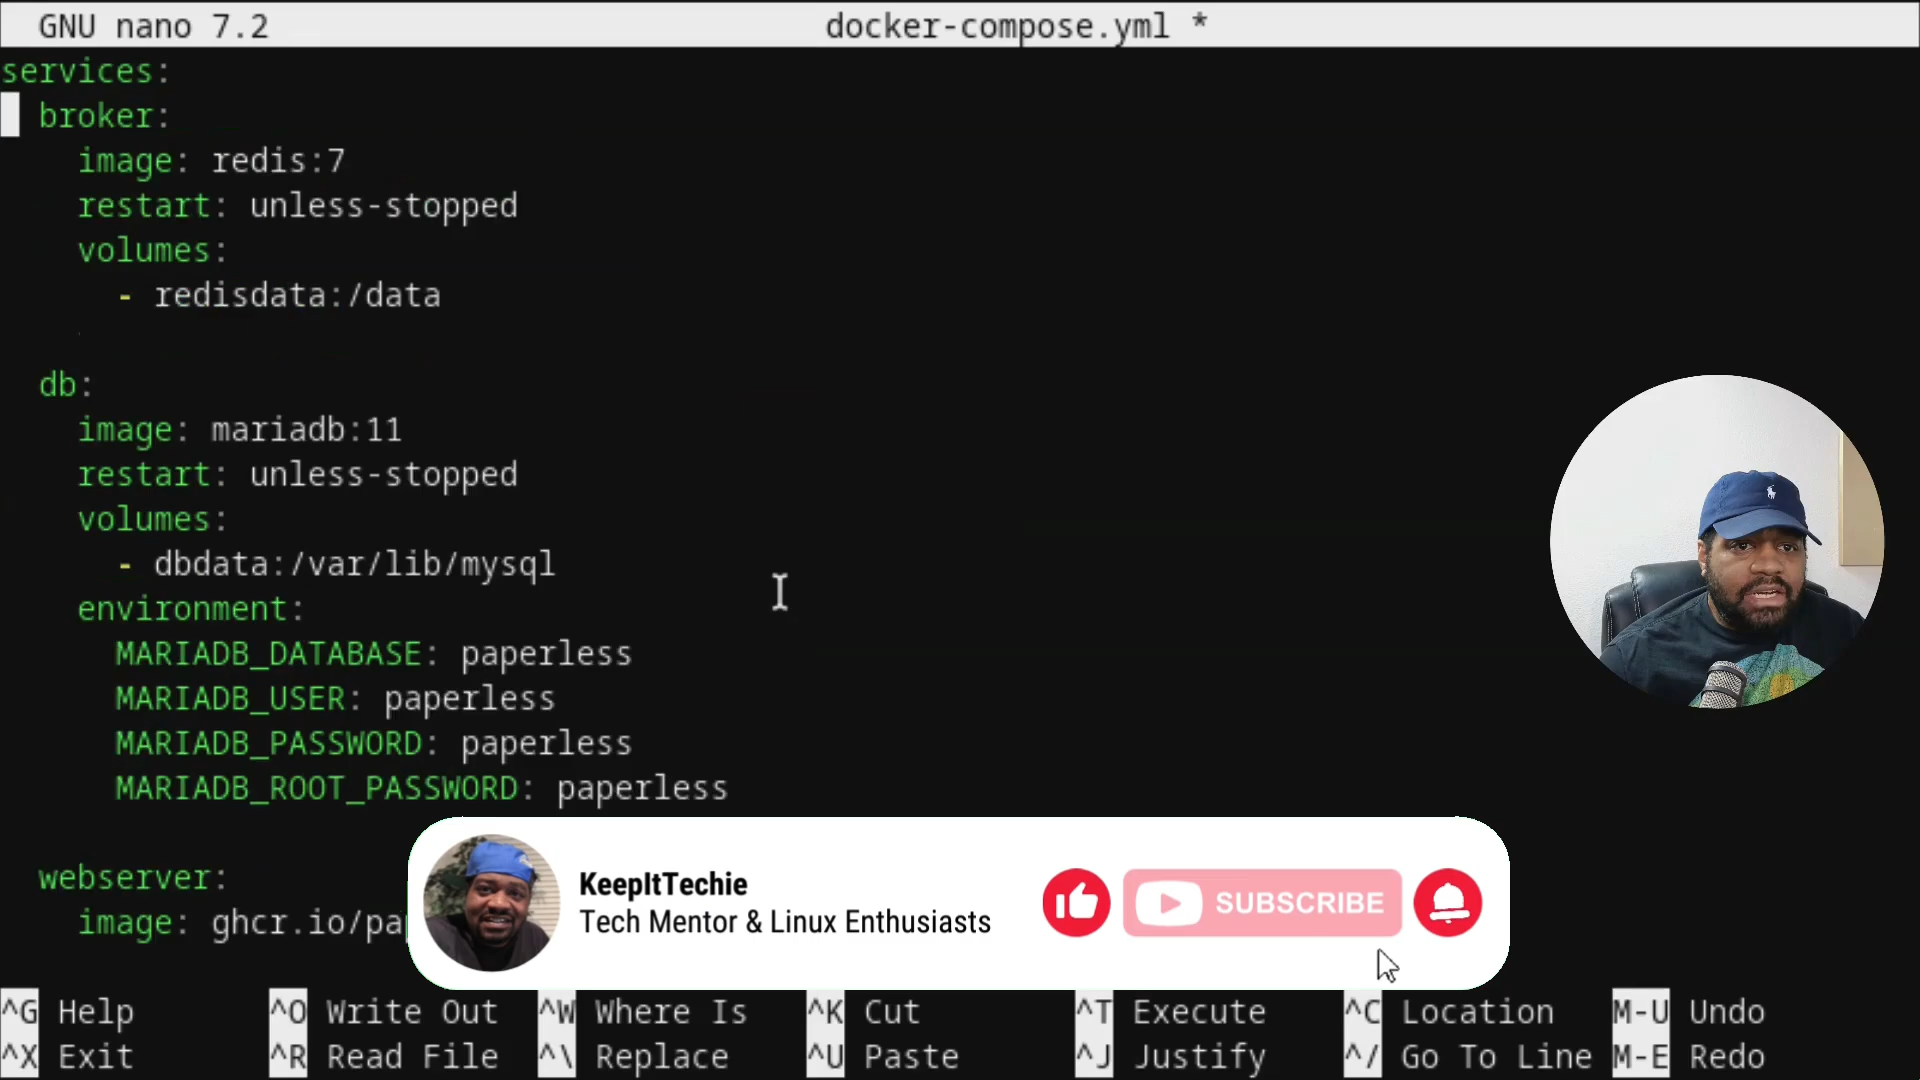 GNU nano 7.2 docker-compose.yml *
services:
broker:
image: redis:7
restart: unless-stopped
volumes:
- redisdata:/data
db:
image: mariadb:11
restart: unless-stopped
volumes:
- dbdata:/var/lib/mysql
environment:
MARIADB_DATABASE: paperless
MARIADB_USER: paperless
MARIADB_PASSWORD: paperless
MARIADB_ROOT_PASSWORD: paperless
webserver:
image: ghcr.io/pa
KeepItTechie
Tech Mentor & Linux Enthusiasts
SUBSCRIBE
^G Help ^O Write Out ^W Where Is ^K Cut ^T Execute ^C Location M-U Undo
^X Exit ^R Read File ^\ Replace ^U Paste ^J Justify ^/ Go To Line M-E Redo